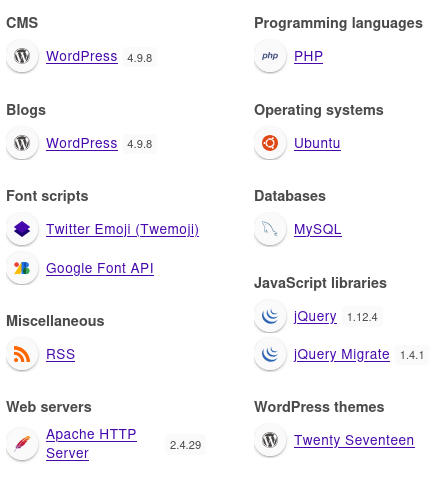 CMS
WordPress 4.9.8
Blogs
WordPress 4.9.8
Font scripts
Twitter Emoji (Twemoji)
Google Font API
Miscellaneous
RSS
Web servers
Apache HTTP
Server 2.4.29
Programming languages
php PHP
Operating systems
Ubuntu
Databases
MySQL
JavaScript libraries
jQuery 1.12.4
jQuery Migrate 1.4.1
WordPress themes
Twenty Seventeen